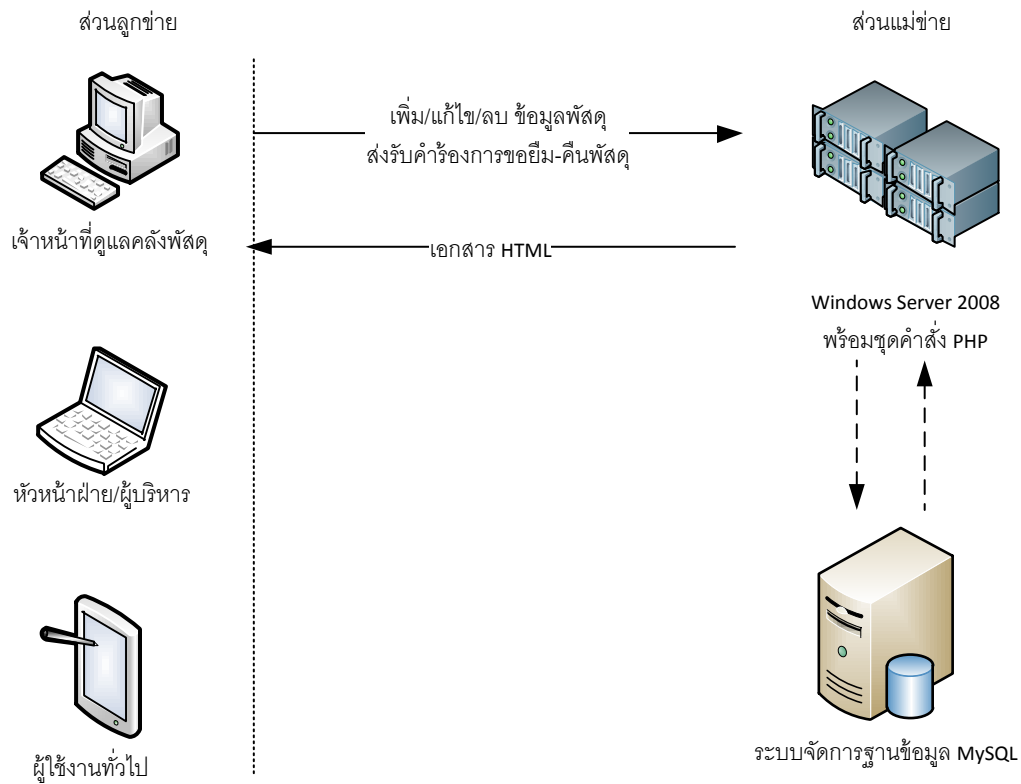 ส่วนลูกข่าย
ส่วนแม่ข่าย
เพิ่ม/แก้ไข/ลบ ข้อมูลพัสดุ
ส่งรับคำร้องการขอยืม-คืนพัสดุ
เจ้าหน้าที่ดูแลคลังพัสดุ
เอกสาร HTML
Windows Server 2008
พร้อมชุดคำสั่ง PHP
หัวหน้าฝ่าย/ผู้บริหาร
ระบบจัดการฐานข้อมูล MySQL
ผู้ใช้งานทั่วไป